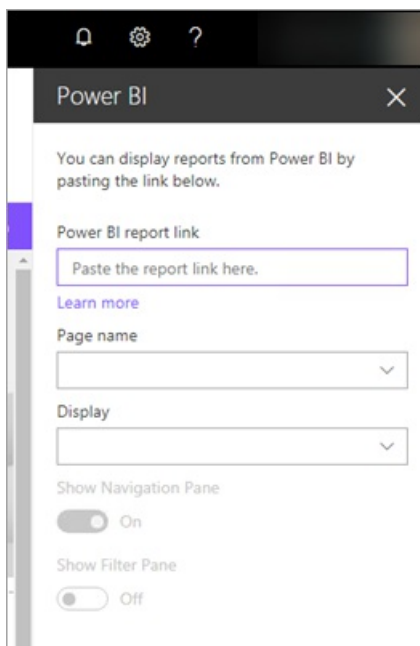 ?
Power BI
You can display reports from Power BI by
pasting the link below.
Power BI report link
Paste the report link here.
Learn more
Page name
Display
Show Navigation Pane
On
Show Filter Pane
Off